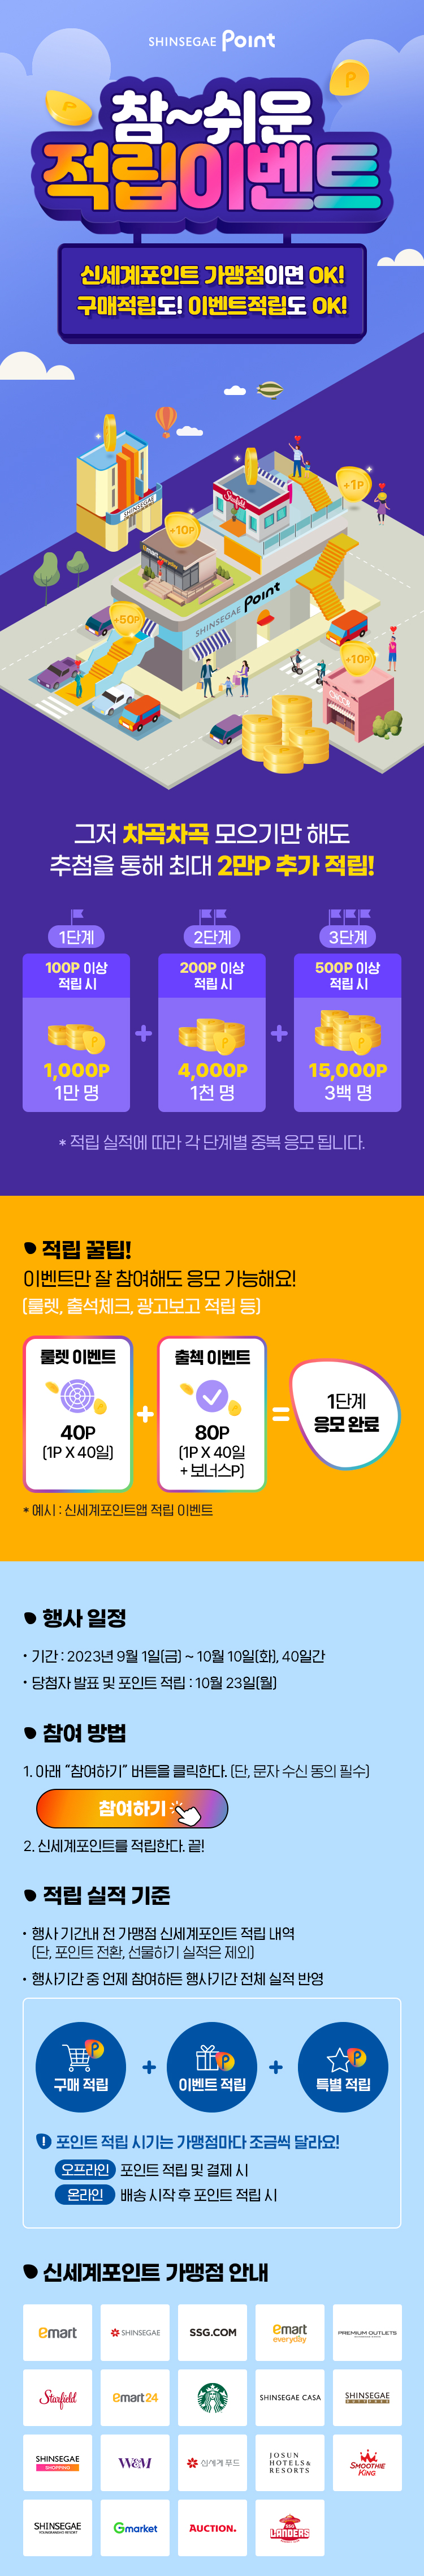 SHINSEGAE Point
참~쉬운
적립이벤트
신세계포인트 가맹점이면 OK!
구매적립도! 이벤트적립도 OK!
SHINSEGAE
Starfield
+1P
+10P
emart everyday
SHINSEGAE Point
+50P
+10P
그저 차곡차곡 모으기만 해도
추첨을 통해 최대 2만P 추가 적립!
1단계
100P 이상
적립 시
1,000P
1만 명
+
2단계
200P 이상
적립 시
4,000P
1천 명
+
3단계
500P 이상
적립 시
15,000P
3백 명
* 적립 실적에 따라 각 단계별 중복 응모 됩니다.
적립 꿀팁!
이벤트만 잘 참여해도 응모 가능해요!
(룰렛, 출석체크, 광고보고 적립 등)
룰렛 이벤트
40P
(1P X 40일)
+
출첵 이벤트
80P
(1P X 40일
+ 보너스P)
=
1단계
응모 완료
* 예시 : 신세계포인트앱 적립 이벤트
행사 일정
• 기간 : 2023년 9월 1일(금) ~ 10월 10일(화), 40일간
• 당첨자 발표 및 포인트 적립 : 10월 23일(월)
참여 방법
1. 아래 “참여하기” 버튼을 클릭한다. (단, 문자 수신 동의 필수)
참여하기
2. 신세계포인트를 적립한다. 끝!
적립 실적 기준
• 행사 기간내 전 가맹점 신세계포인트 적립 내역
(단, 포인트 전환, 선물하기 실적은 제외)
• 행사기간 중 언제 참여하든 행사기간 전체 실적 반영
구매 적립
+
이벤트 적립
+
특별 적립
! 포인트 적립 시기는 가맹점마다 조금씩 달라요!
오프라인 포인트 적립 및 결제 시
온라인 배송 시작 후 포인트 적립 시
신세계포인트 가맹점 안내
emart
SHINSEGAE
SSG.COM
emart everyday
PREMIUM OUTLETS
Starfield
emart24
SHINSEGAE CASA
SHINSEGAE
SHINSEGAE
SHOPPING
W&M
신세계푸드
JOSUN
HOTELS &
RESORTS
SMOOTHIE
KING
SHINSEGAE
Gmarket
AUCTION.
SSG
LANDERS